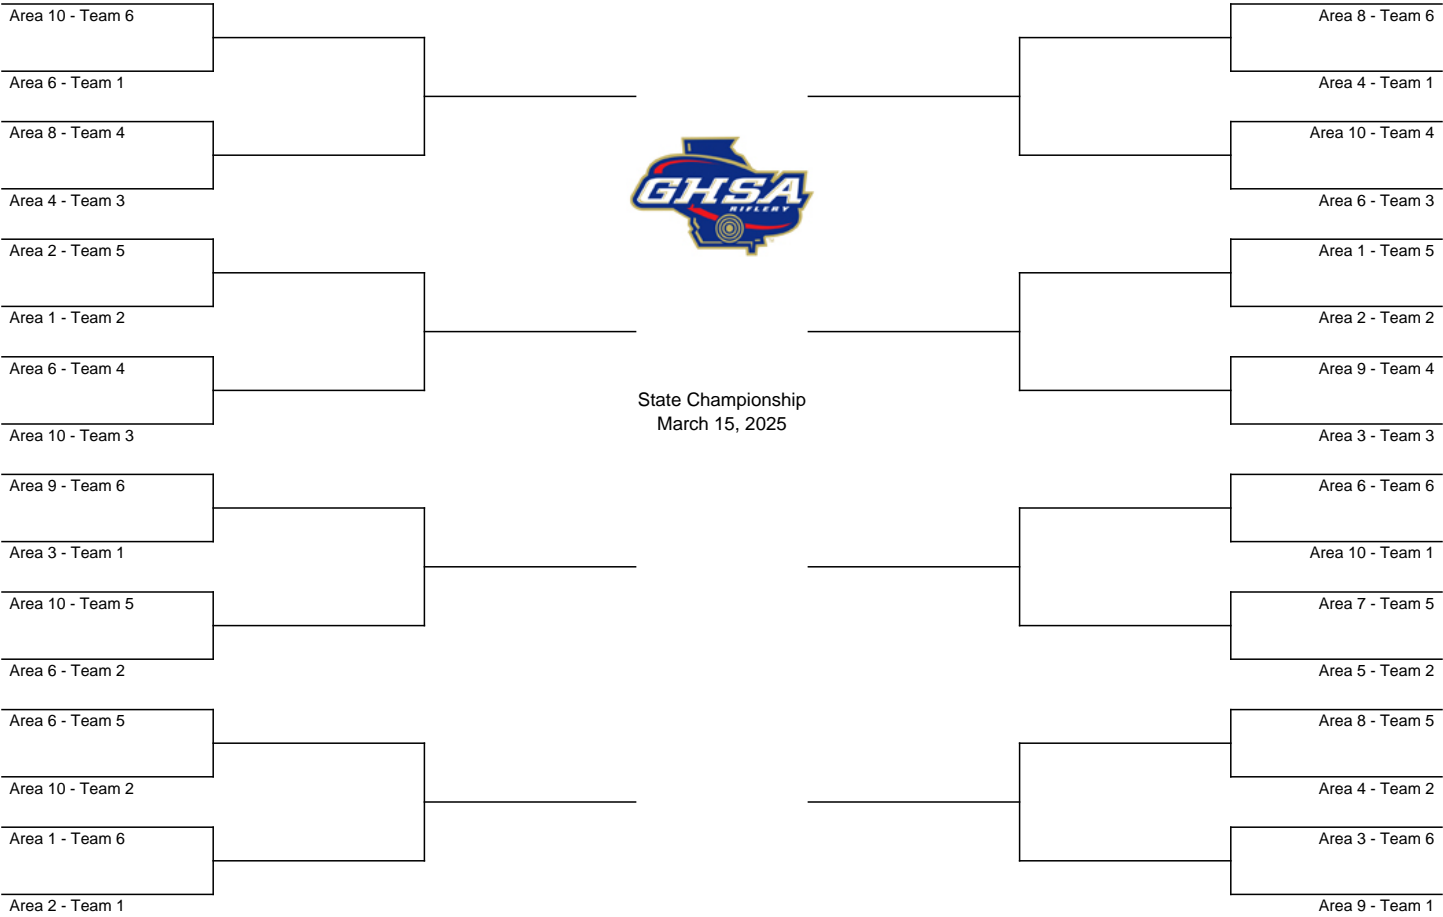 Area 10 - Team 6
Area 6 - Team 1
Area 8 - Team 4
Area 4 - Team 3
Area 2 - Team 5
Area 1 - Team 2
Area 6 - Team 4
Area 10 - Team 3
Area 9 - Team 6
Area 3 - Team 1
Area 10 - Team 5
Area 6 - Team 2
Area 6 - Team 5
Area 10 - Team 2
Area 1 - Team 6
Area 2 - Team 1
GHSA
RIFLERY
State Championship
March 15, 2025
Area 8 - Team 6
Area 4 - Team 1
Area 10 - Team 4
Area 6 - Team 3
Area 1 - Team 5
Area 2 - Team 2
Area 9 - Team 4
Area 3 - Team 3
Area 6 - Team 6
Area 10 - Team 1
Area 7 - Team 5
Area 5 - Team 2
Area 8 - Team 5
Area 4 - Team 2
Area 3 - Team 6
Area 9 - Team 1